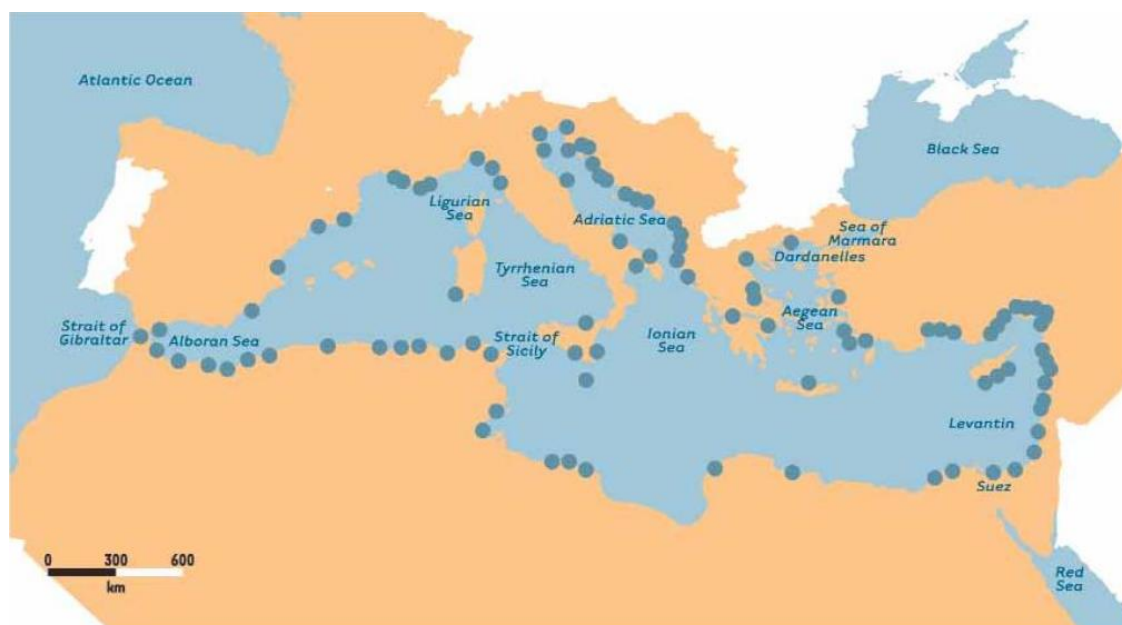 Atlantic Ocean
Black Sea
Ligurian
Sea
Adriatic Sea
Sea of
Marmara
Dardanelles
Tyrrhenian
Sea
Strait of
Gibraltar
Alboran Sea
Strait of
Sicily
Ionian
Sea
Aegean
Sea
Levantin
Suez
0 300 600
km
Red
Sea